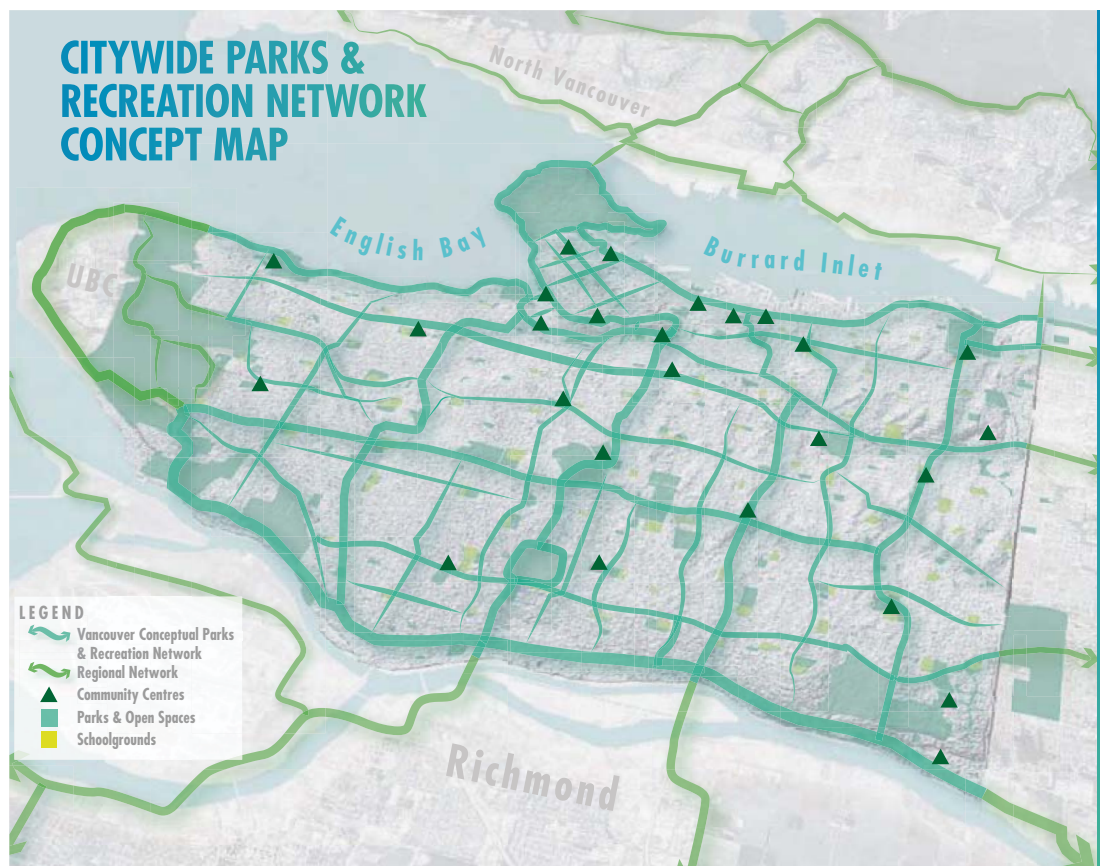 CITYWIDE PARKS &
RECREATION NETWORK
CONCEPT MAP
North Vancouver
English Bay
Burrard Inlet
UBC
LEGEND
Vancouver Conceptual Parks
& Recreation Network
Regional Network
Community Centres
Parks & Open Spaces
Schoolgrounds
Richmond